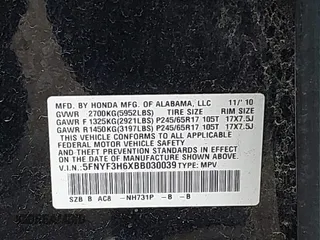 MFD. BY HONDA MFG. OF ALABAMA, LLC 11/'10
GVWR 2700KG(5952LBS) TIRE SIZE RIM SIZE
GAWR F 1325KG(2921LBS) P245/65R17 105T 17X7.5J
GAWR R1450KG(3197LBS) P245/65R17 105T 17X7.5J
THIS VEHICLE CONFORMS TO ALL APPLICABLE
FEDERAL MOTOR VEHICLE SAFETY AND
THEFT PREVENTION STANDARDS IN EFFECT ON
THE DATE OF MANUFACTURE SHOWN ABOVE.
V.I.N.: 5FNYF3H6XBB030039 TYPE: MPV
SZB B AC8 -NH731P -B -B